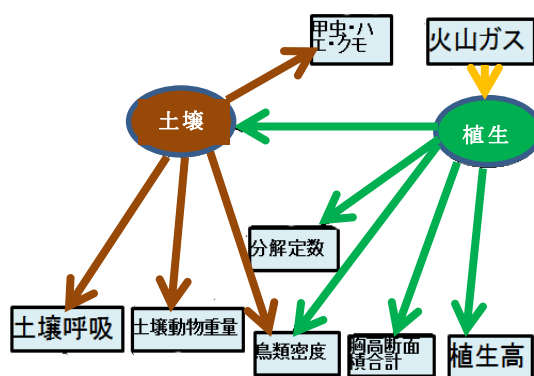 甲虫・ハ
エ・クモ
火山ガス
土壌
植生
分解定数
土壌呼吸
土壌動物重量
鳥類密度
胸高断面
積合計
植生高